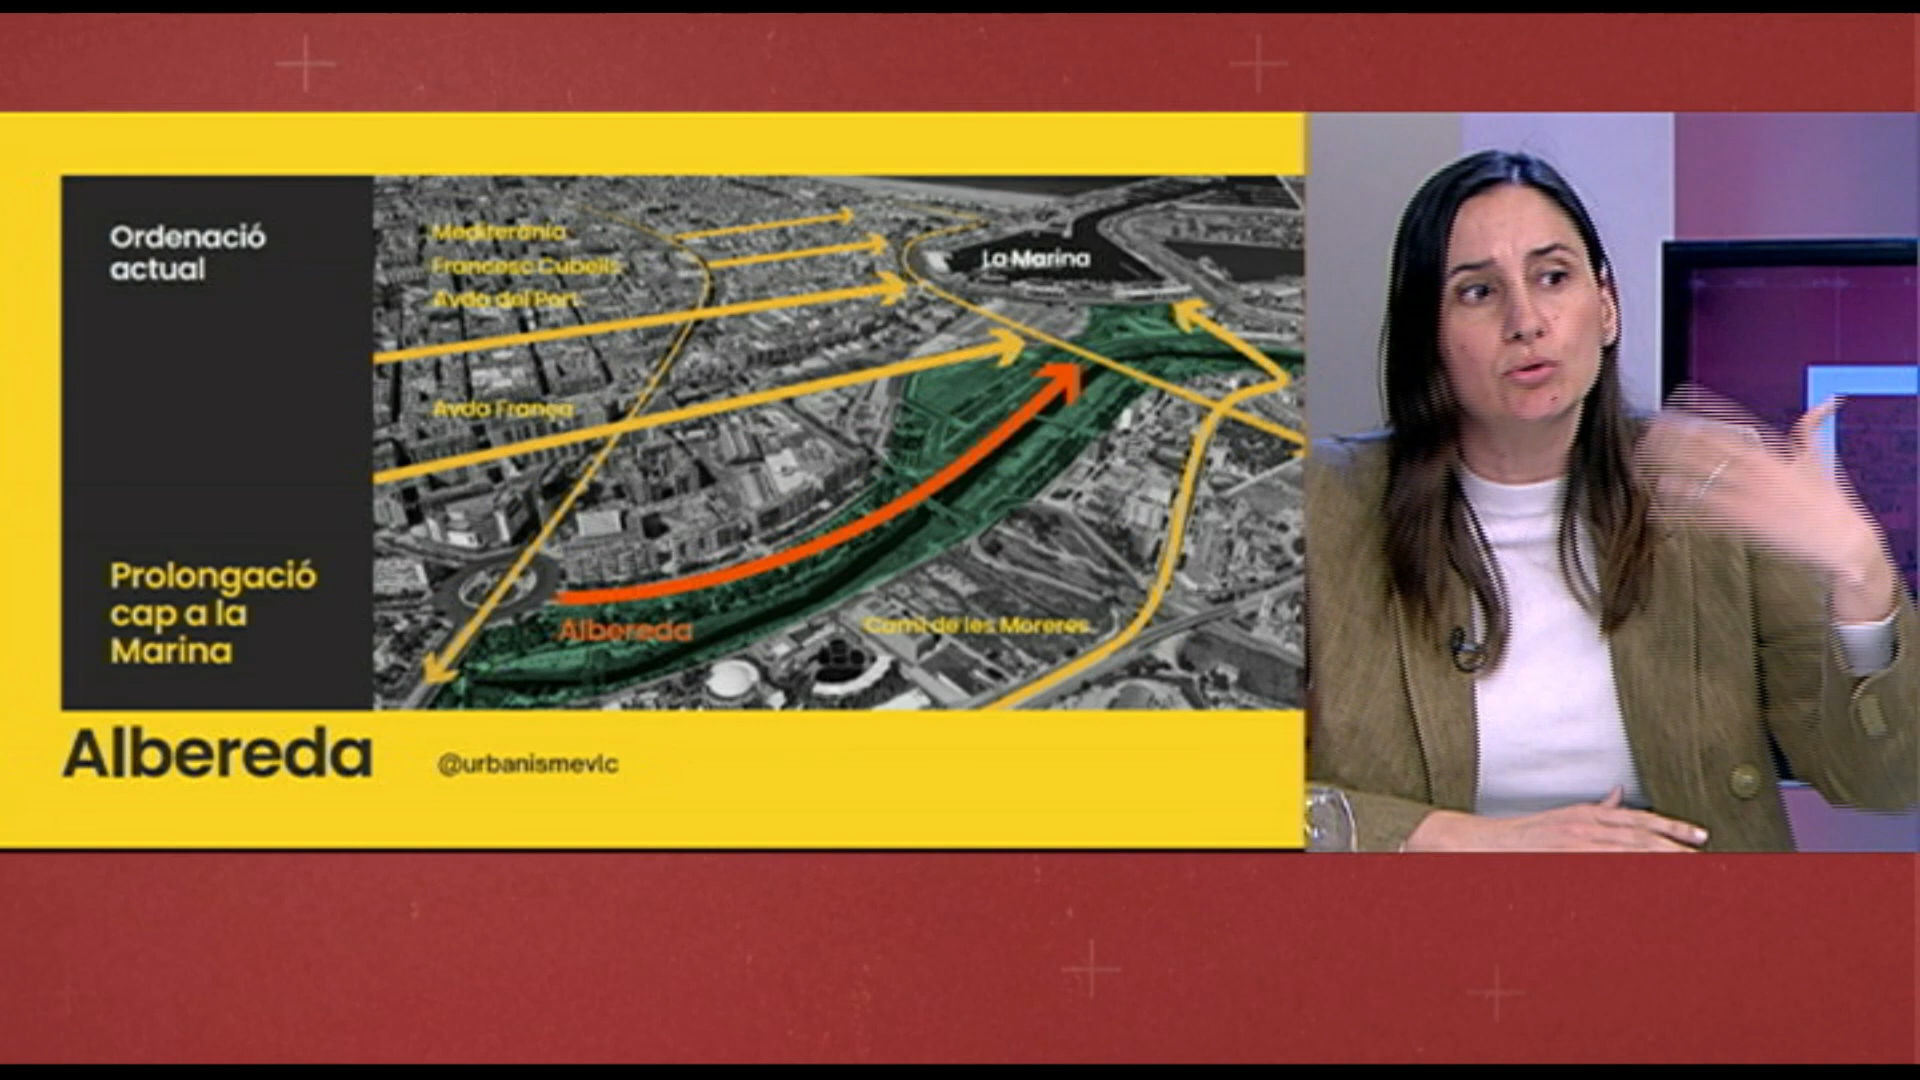 Ordenació
actual
Mediterània
Francesc Cubells
Avda del Port
La Marina
Avda França
Prolongació
cap a la
Marina
Albereda
Camí de les Moreres
Albereda
@urbanismevlc